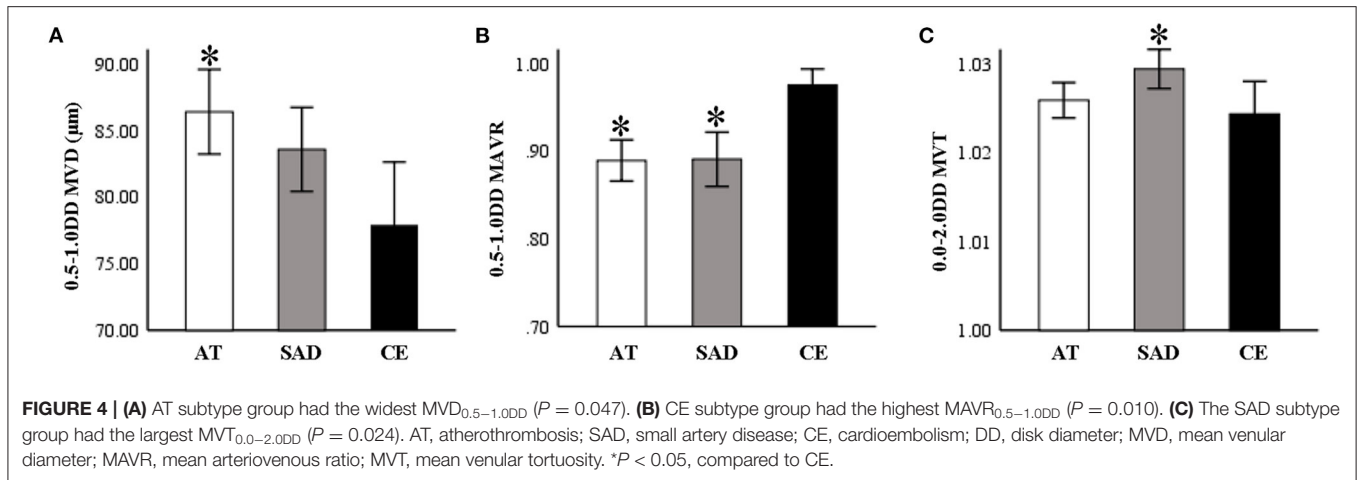 A
B
C
*
90.00
85.00
80.00
75.00
70.00
0.5-1.0DD MVD (µm)
AT SAD CE
* *
1.00
.90
.80
.70
0.5-1.0DD MAVR
AT SAD CE
*
1.03
1.02
1.01
1.00
0.0-2.0DD MVT
AT SAD CE
FIGURE 4 | (A) AT subtype group had the widest MVD0.5−1.0DD (P = 0.047). (B) CE subtype group had the highest MAVR0.5−1.0DD (P = 0.010). (C) The SAD subtype
group had the largest MVT0.0−2.0DD (P = 0.024). AT, atherothrombosis; SAD, small artery disease; CE, cardioembolism; DD, disk diameter; MVD, mean venular
diameter; MAVR, mean arteriovenous ratio; MVT, mean venular tortuosity. *P < 0.05, compared to CE.